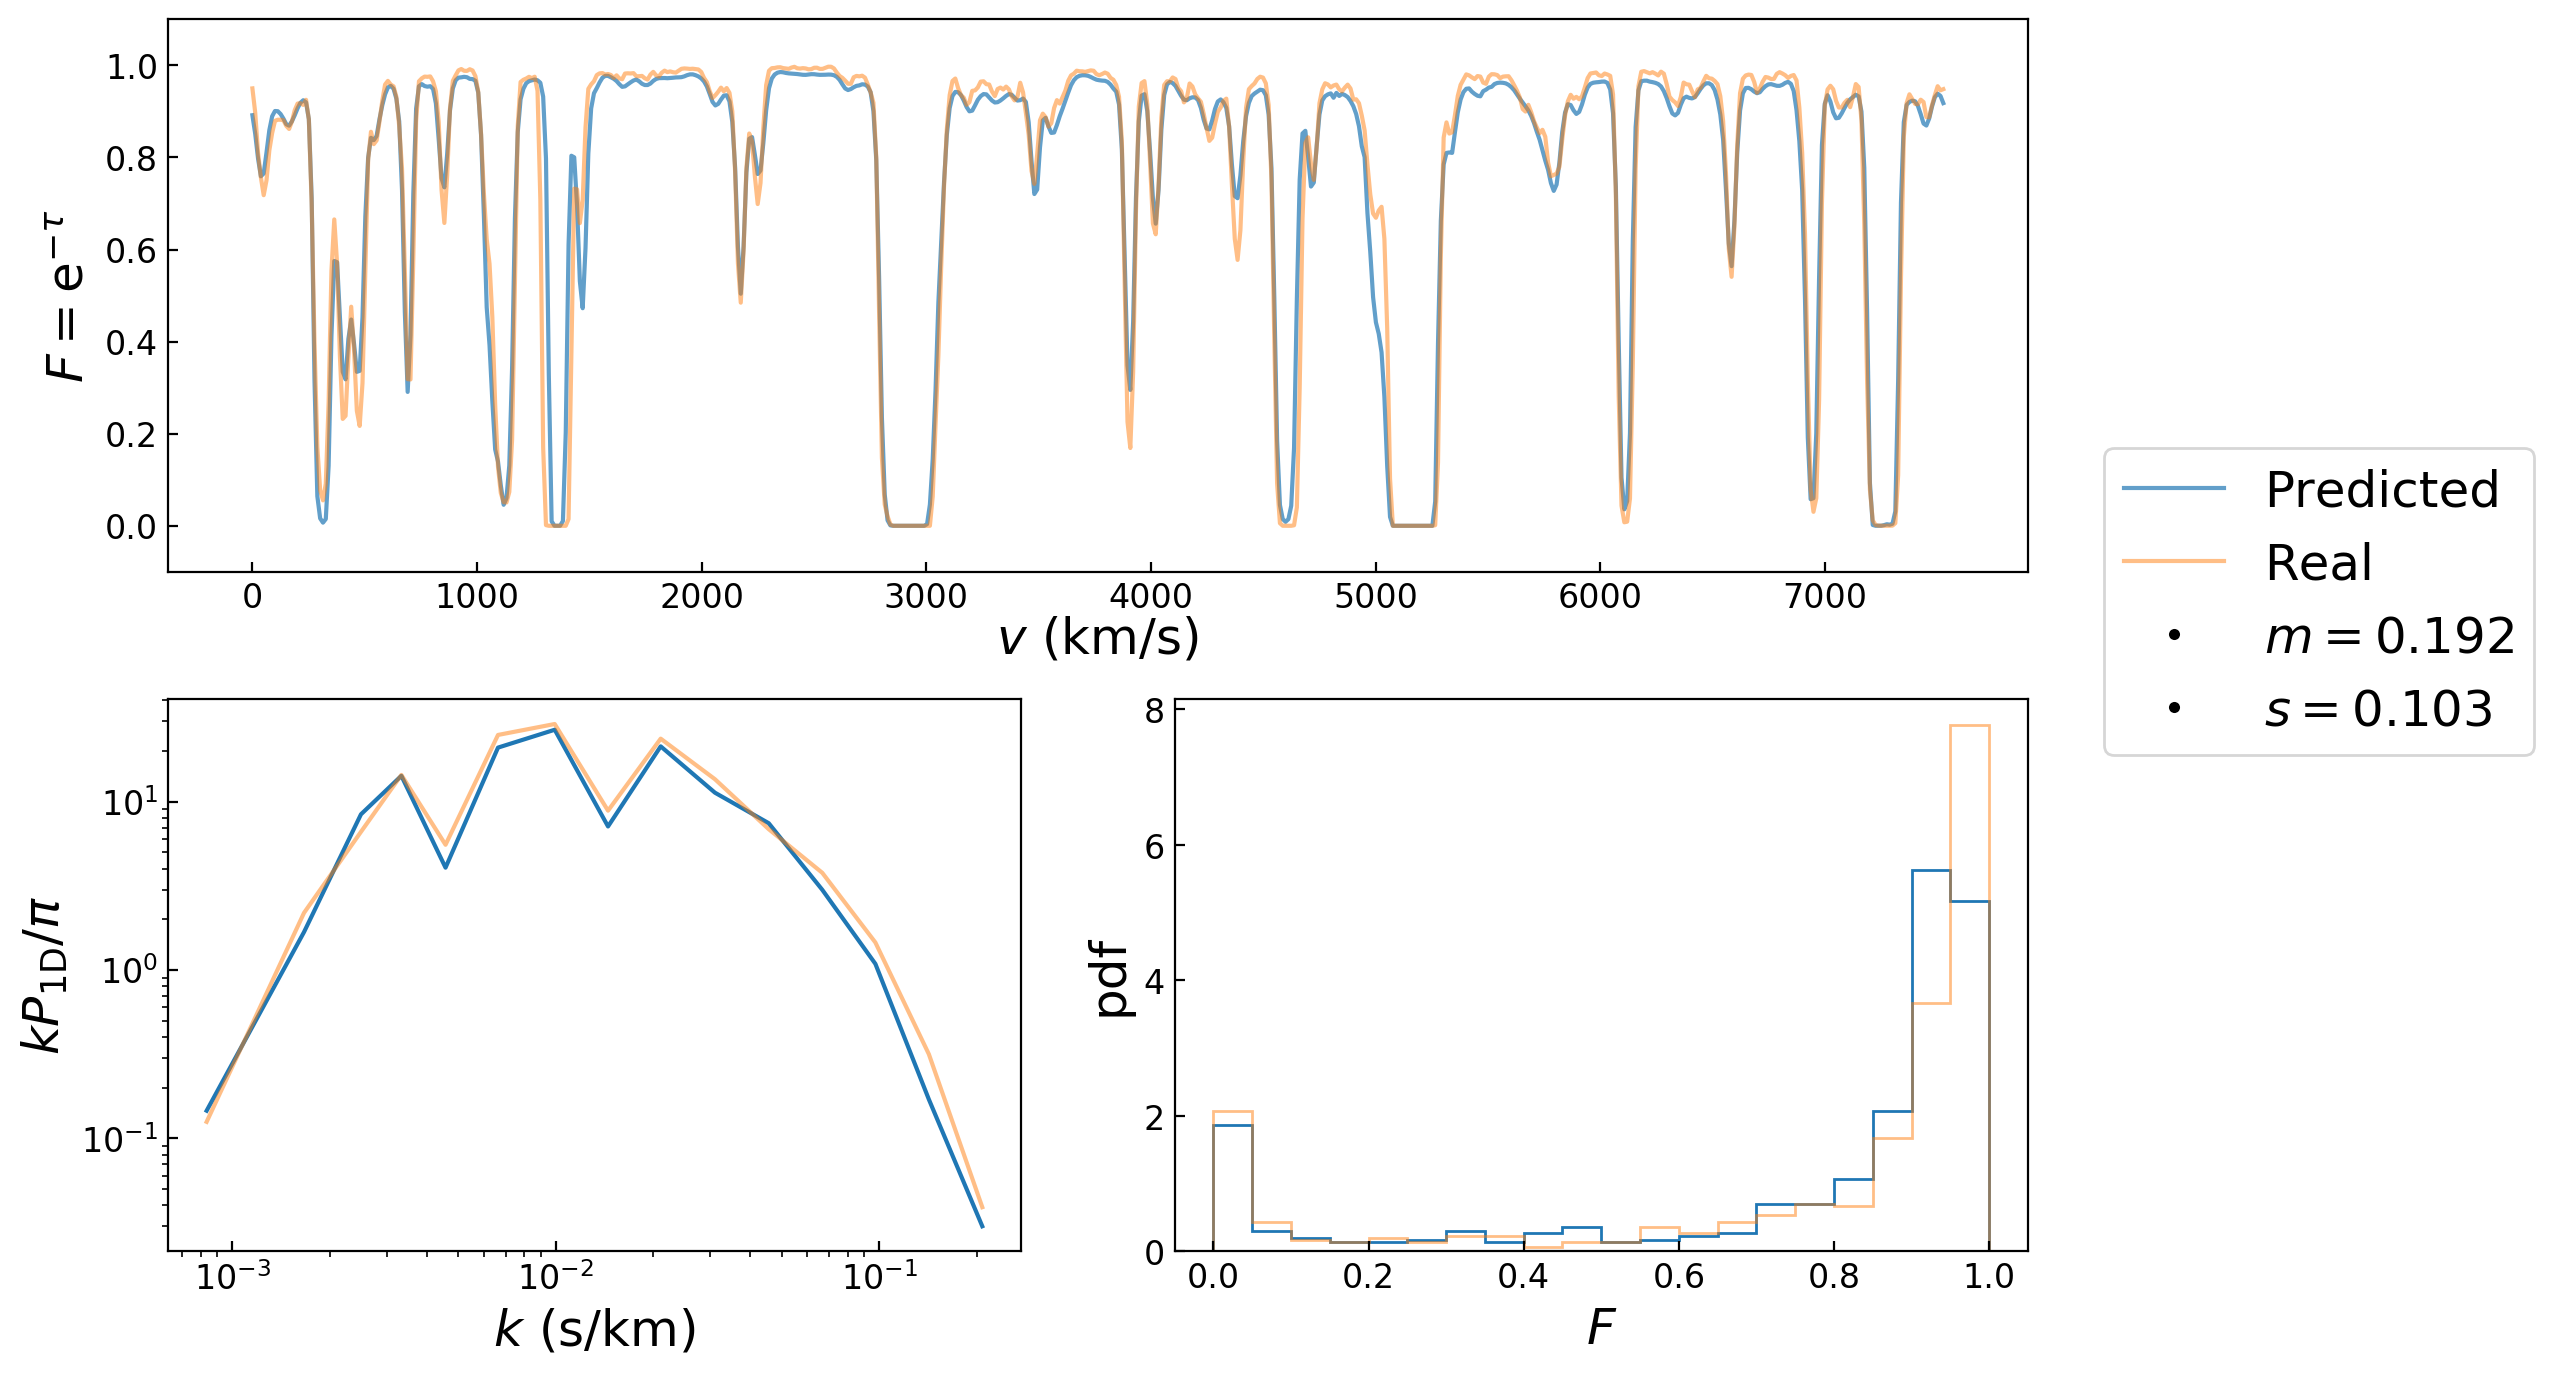 1.0
0.8
0.6
0.4
0.2
0.0
F = e^{−τ}
0 1000 2000 3000 4000 5000 6000 7000
v (km/s)
Predicted
Real
m = 0.192
s = 0.103
10^1
10^0
10^{−1}
kP_{1D}/π
10^{−3} 10^{−2} 10^{−1}
k (s/km)
8
6
4
2
0
pdf
0.0 0.2 0.4 0.6 0.8 1.0
F